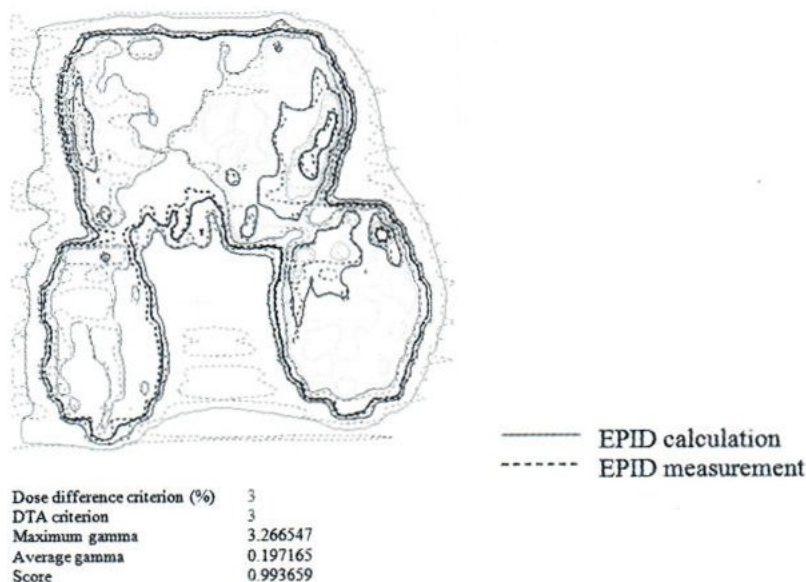 EPID calculation
EPID measurement
Dose difference criterion (%) 3
DTA criterion 3
Maximum gamma 3.266547
Average gamma 0.197165
Score 0.993659